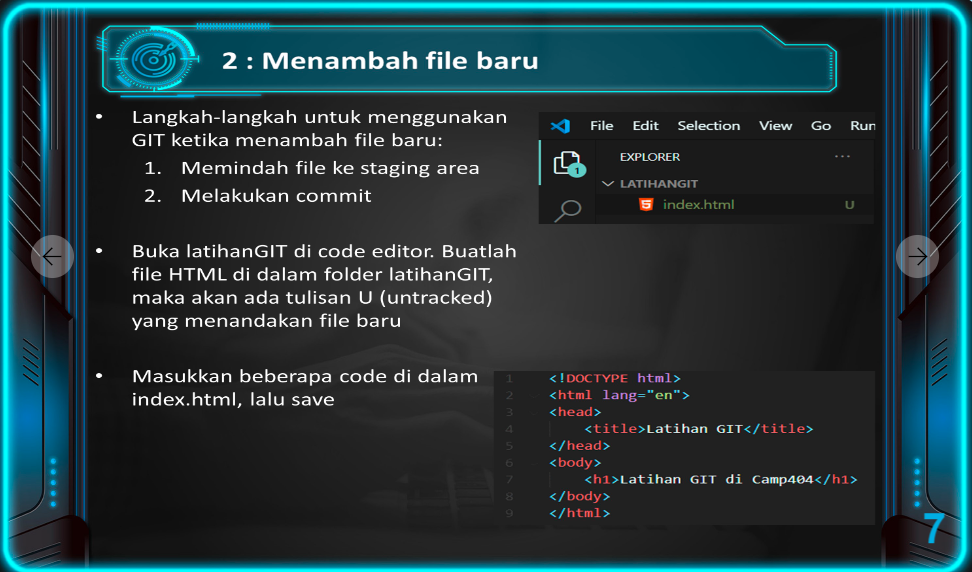 2 : Menambah file baru
• Langkah-langkah untuk menggunakan
GIT ketika menambah file baru:
1. Memindah file ke staging area
2. Melakukan commit
• Buka latihanGIT di code editor. Buatlah
file HTML di dalam folder latihanGIT,
maka akan ada tulisan U (untracked)
yang menandakan file baru
• Masukkan beberapa code di dalam
index.html, lalu save
File Edit Selection View Go Run
EXPLORER ...
1
LATIHANGIT
5 index.html U
1 <!DOCTYPE html>
2 <html lang="en">
3 <head>
4 <title>Latihan GIT</title>
5 </head>
6 <body>
7 <h1>Latihan GIT di Camp404</h1>
8 </body>
9 </html>
7